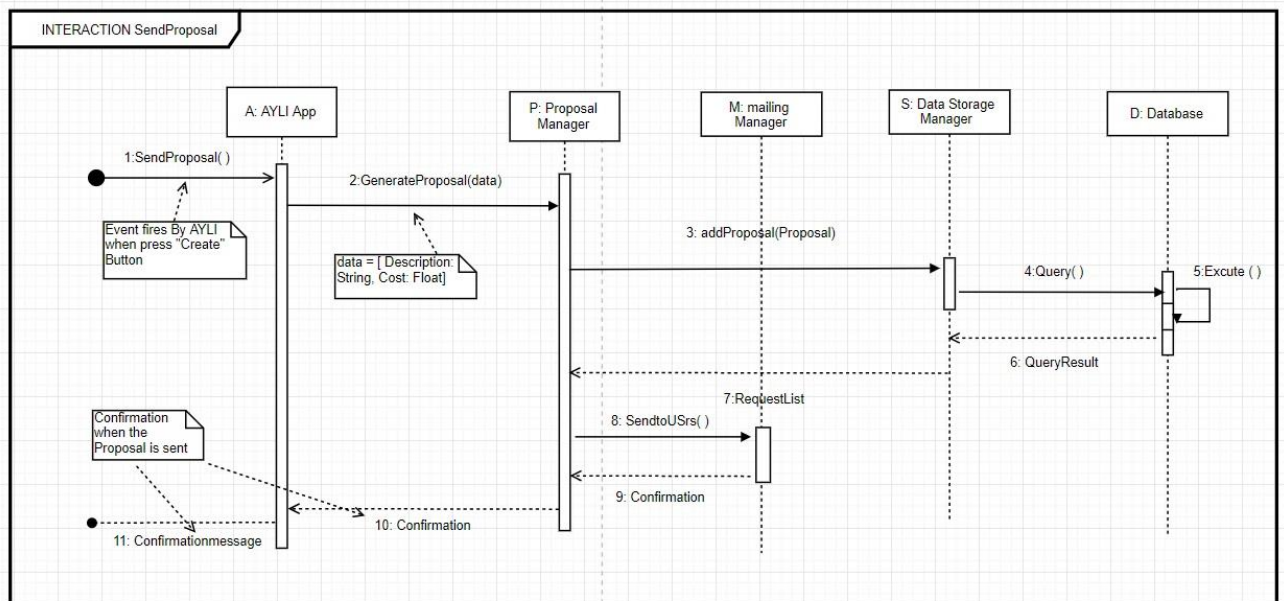 INTERACTION SendProposal
A: AYLI App
P: Proposal
Manager
M: mailing
Manager
S: Data Storage
Manager
D: Database
1:SendProposal( )
2:GenerateProposal(data)
Event fires By AYLI
when press "Create"
Button
data = [ Description:
String, Cost: Float]
3: addProposal(Proposal)
4:Query( )
5:Excute ( )
6: QueryResult
7:RequestList
8: SendtoUSrs( )
Confirmation
when the
Proposal is sent
9: Confirmation
10: Confirmation
11: Confirmationmessage